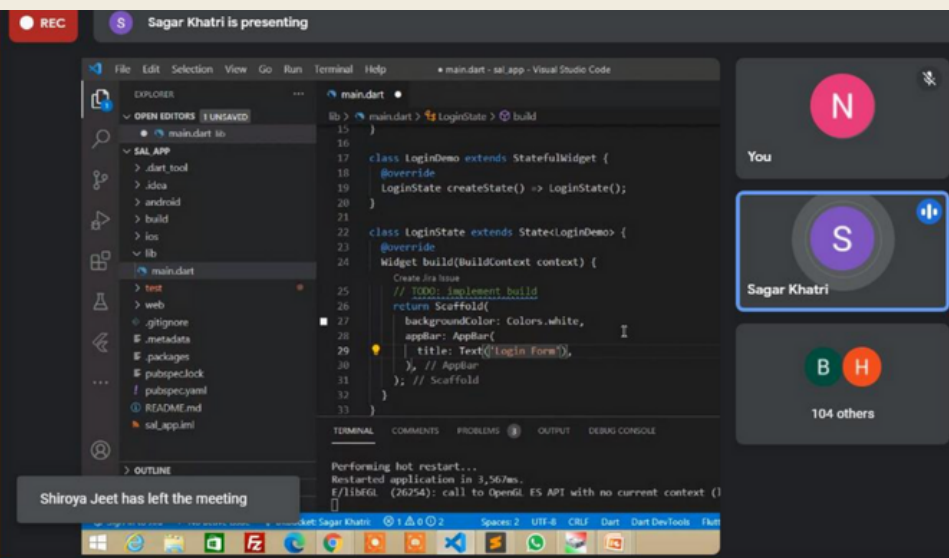 REC
S
Sagar Khatri is presenting
File Edit Selection View Go Run Terminal Help
● main.dart - sal_app - Visual Studio Code
EXPLORER
...
OPEN EDITORS 1 UNSAVED
● main.dart lib
SAL_APP
> .dart_tool
> .idea
> android
> build
> ios
lib
main.dart
> test
> web
.gitignore
.metadata
.packages
pubspec.lock
! pubspec.yaml
README.md
sal_app.iml
> OUTLINE
main.dart ●
lib > main.dart > LoginState > build
15 }
16
17 class LoginDemo extends StatefulWidget {
18 @override
19 LoginState createState() => LoginState();
20 }
21
22 class LoginState extends State<LoginDemo> {
23 @override
24 Widget build(BuildContext context) {
Create Jira Issue
25 // TODO: implement build
26 return Scaffold(
27 backgroundColor: Colors.white,
28 appBar: AppBar(
29 title: Text('Login Form'),
30 ), // AppBar
31 ); // Scaffold
32 }
33 }
TERMINAL COMMENTS PROBLEMS 3 OUTPUT DEBUG CONSOLE
Performing hot restart...
Restarted application in 3,567ms.
E/libEGL (26254): call to OpenGL ES API with no current context (l
Sagar Khatri: 1 0 2 Spaces: 2 UTF-8 CRLF Dart Dart DevTools
Shiroya Jeet has left the meeting
N
You
S
Sagar Khatri
B H
104 others